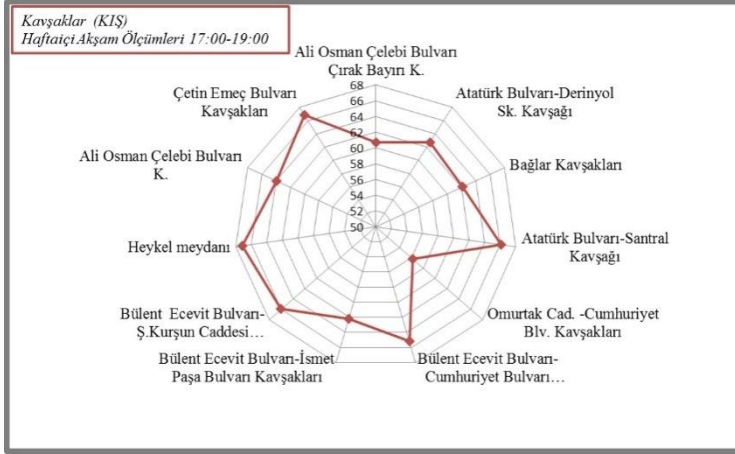 Kavşaklar (KIŞ)
Haftaiçi Akşam Ölçümleri 17:00-19:00
Ali Osman Çelebi Bulvarı
Çırak Bayırı K.
Atatürk Bulvarı-Derinyol
Sk. Kavşağı
Bağlar Kavşakları
Atatürk Bulvarı-Santral
Kavşağı
Omurtak Cad. -Cumhuriyet
Blv. Kavşakları
Bülent Ecevit Bulvarı-
Cumhuriyet Bulvarı…
Bülent Ecevit Bulvarı-İsmet
Paşa Bulvarı Kavşakları
Bülent Ecevit Bulvarı-
Ş.Kurşun Caddesi…
Heykel meydanı
Ali Osman Çelebi Bulvarı
K.
Çetin Emeç Bulvarı
Kavşakları
68
66
64
62
60
58
56
54
52
50